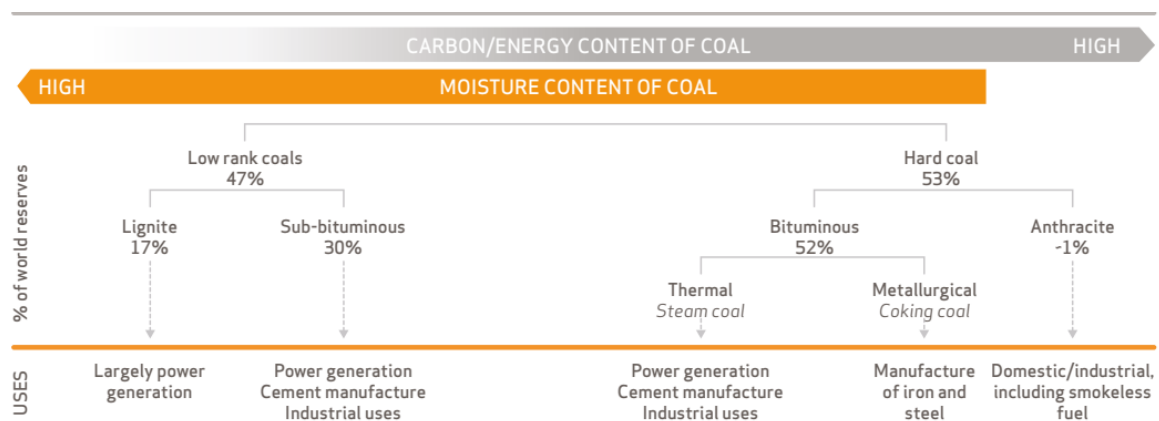 CARBON/ENERGY CONTENT OF COAL HIGH
HIGH MOISTURE CONTENT OF COAL
% of world reserves
Low rank coals
47%
Hard coal
53%
Lignite
17%
Sub-bituminous
30%
Bituminous
52%
Anthracite
-1%
Thermal
Steam coal
Metallurgical
Coking coal
USES
Largely power
generation
Power generation
Cement manufacture
Industrial uses
Power generation
Cement manufacture
Industrial uses
Manufacture
of iron and
steel
Domestic/industrial,
including smokeless
fuel